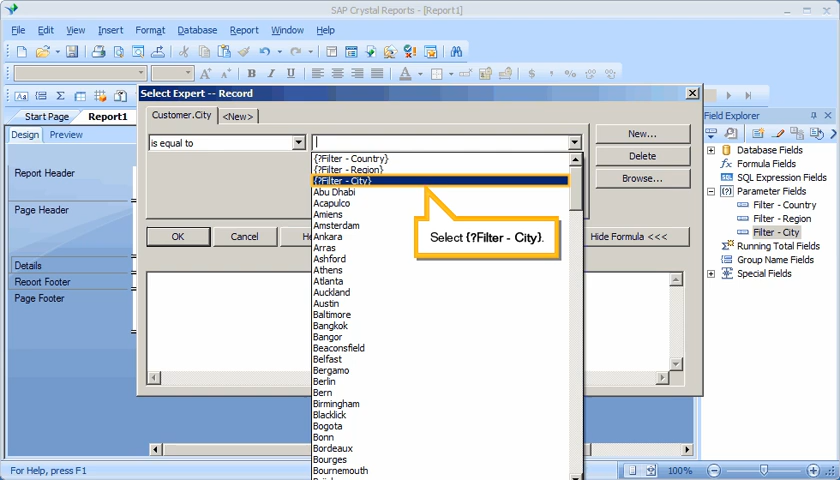 SAP Crystal Reports - [Report1]
File Edit View Insert Format Database Report Window Help
Start Page Report1
Design Preview
Report Header
Page Header
Details
Report Footer
Page Footer
Select Expert -- Record
Customer.City <New>
is equal to
New...
Delete
Browse...
OK Cancel He Hide Formula <<<
{?Filter - Country}
{?Filter - Region}
{?Filter - City}
Abu Dhabi
Acapulco
Amiens
Amsterdam
Ankara
Arras
Ashford
Athens
Atlanta
Auckland
Austin
Baltimore
Bangkok
Bangor
Beaconsfield
Belfast
Bergamo
Berlin
Bern
Birmingham
Blacklick
Bogota
Bonn
Bordeaux
Bourges
Bournemouth
Select {?Filter - City}.
Field Explorer
Database Fields
Formula Fields
SQL Expression Fields
Parameter Fields
Filter - Country
Filter - Region
Filter - City
Running Total Fields
Group Name Fields
Special Fields
For Help, press F1
100%